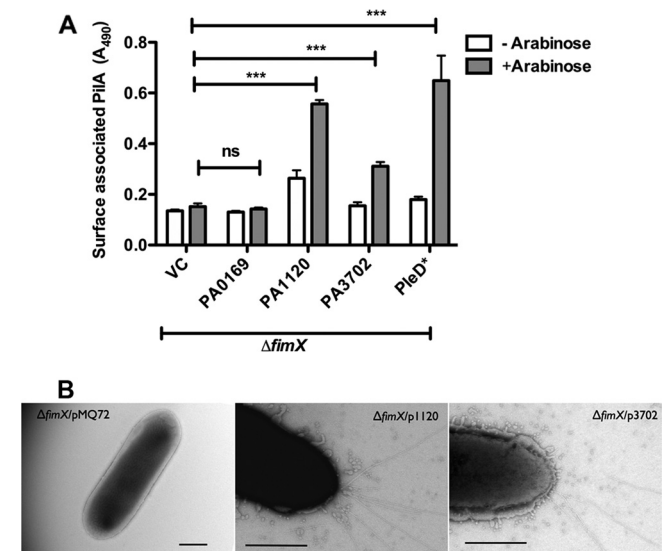 A
***
***
***
ns
- Arabinose
+Arabinose
Surface associated PilA (A490)
0.8
0.6
0.4
0.2
0.0
VC
PA0169
PA1120
PA3702
PleD*
ΔfimX
B
ΔfimX/pMQ72
ΔfimX/p1120
ΔfimX/p3702